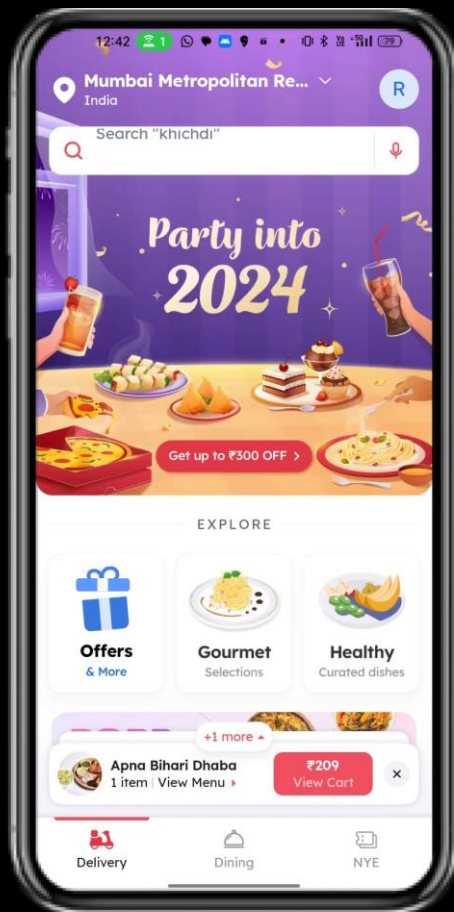 12:42
1
79
Mumbai Metropolitan Re...
India
R
Search "khichdi"
Party into
2024
Get up to ₹300 OFF >
EXPLORE
Offers
& More
Gourmet
Selections
Healthy
Curated dishes
+1 more
Apna Bihari Dhaba
1 item | View Menu
₹209
View Cart
Delivery
Dining
NYE